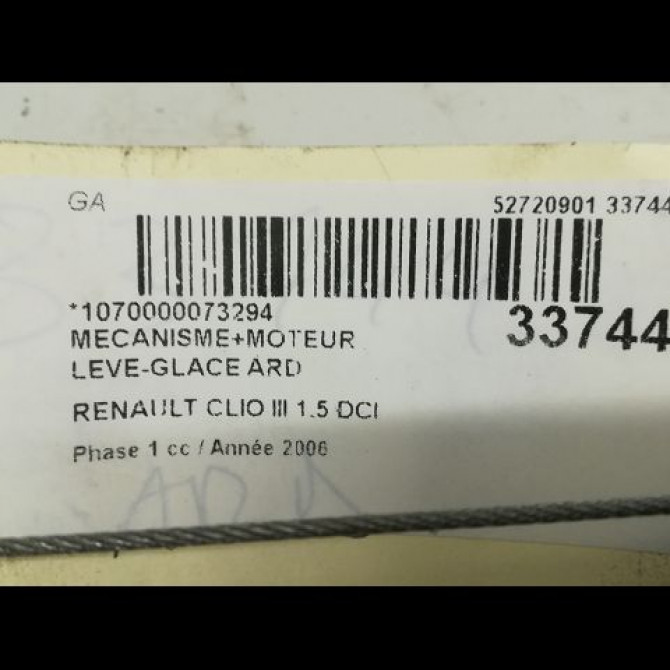 GA
52720901 33744
*1070000073294
33744
MECANISME+MOTEUR
LEVE-GLACE ARD
RENAULT CLIO III 1.5 DCI
Phase 1 cc / Année 2006